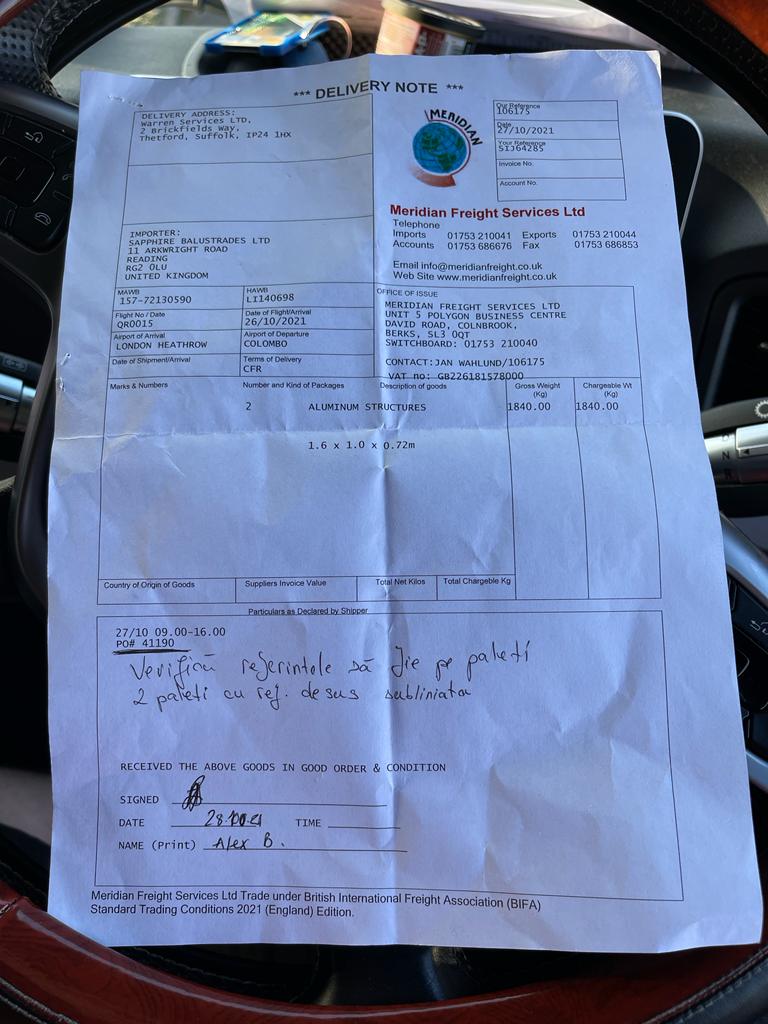 *** DELIVERY NOTE ***
DELIVERY ADDRESS:
Warren Services LTD,
2 Brickfields Way,
Thetford, Suffolk, IP24 1HX
MERIDIAN
Our Reference
106175
Date
27/10/2021
Your Reference
SIJ64285
Invoice No.
Account No.
Meridian Freight Services Ltd
Telephone
Imports 01753 210041 Exports 01753 210044
Accounts 01753 686676 Fax 01753 686853
Email info@meridianfreight.co.uk
Web Site www.meridianfreight.co.uk
IMPORTER:
SAPPHIRE BALUSTRADES LTD
11 ARKWRIGHT ROAD
READING
RG2 0LU
UNITED KINGDOM
MAWB
157-72130590
HAWB
LI140698
Flight No / Date
QR0015
Date of Flight/Arrival
26/10/2021
Airport of Arrival
LONDON HEATHROW
Airport of Departure
COLOMBO
Date of Shipment/Arrival
Terms of Delivery
CFR
OFFICE OF ISSUE
MERIDIAN FREIGHT SERVICES LTD
UNIT 5 POLYGON BUSINESS CENTRE
DAVID ROAD, COLNBROOK,
BERKS, SL3 0QT
SWITCHBOARD: 01753 210040
CONTACT:JAN WAHLUND/106175
VAT no: GB226181578000
Marks & Numbers Number and Kind of Packages Description of goods Gross Weight (Kg) Chargeable Wt (Kg)
2 ALUMINUM STRUCTURES 1840.00 1840.00
1.6 x 1.0 x 0.72m
Country of Origin of Goods Suppliers Invoice Value Total Net Kilos Total Chargeable Kg
Particulars as Declared by Shipper
27/10 09.00-16.00
PO# 41190
Verifică referintele să fie pe paleti
2 paleti cu ref. de sus subliniata
RECEIVED THE ABOVE GOODS IN GOOD ORDER & CONDITION
SIGNED
DATE TIME
NAME (Print) Alex B.
Meridian Freight Services Ltd Trade under British International Freight Association (BIFA)
Standard Trading Conditions 2021 (England) Edition.